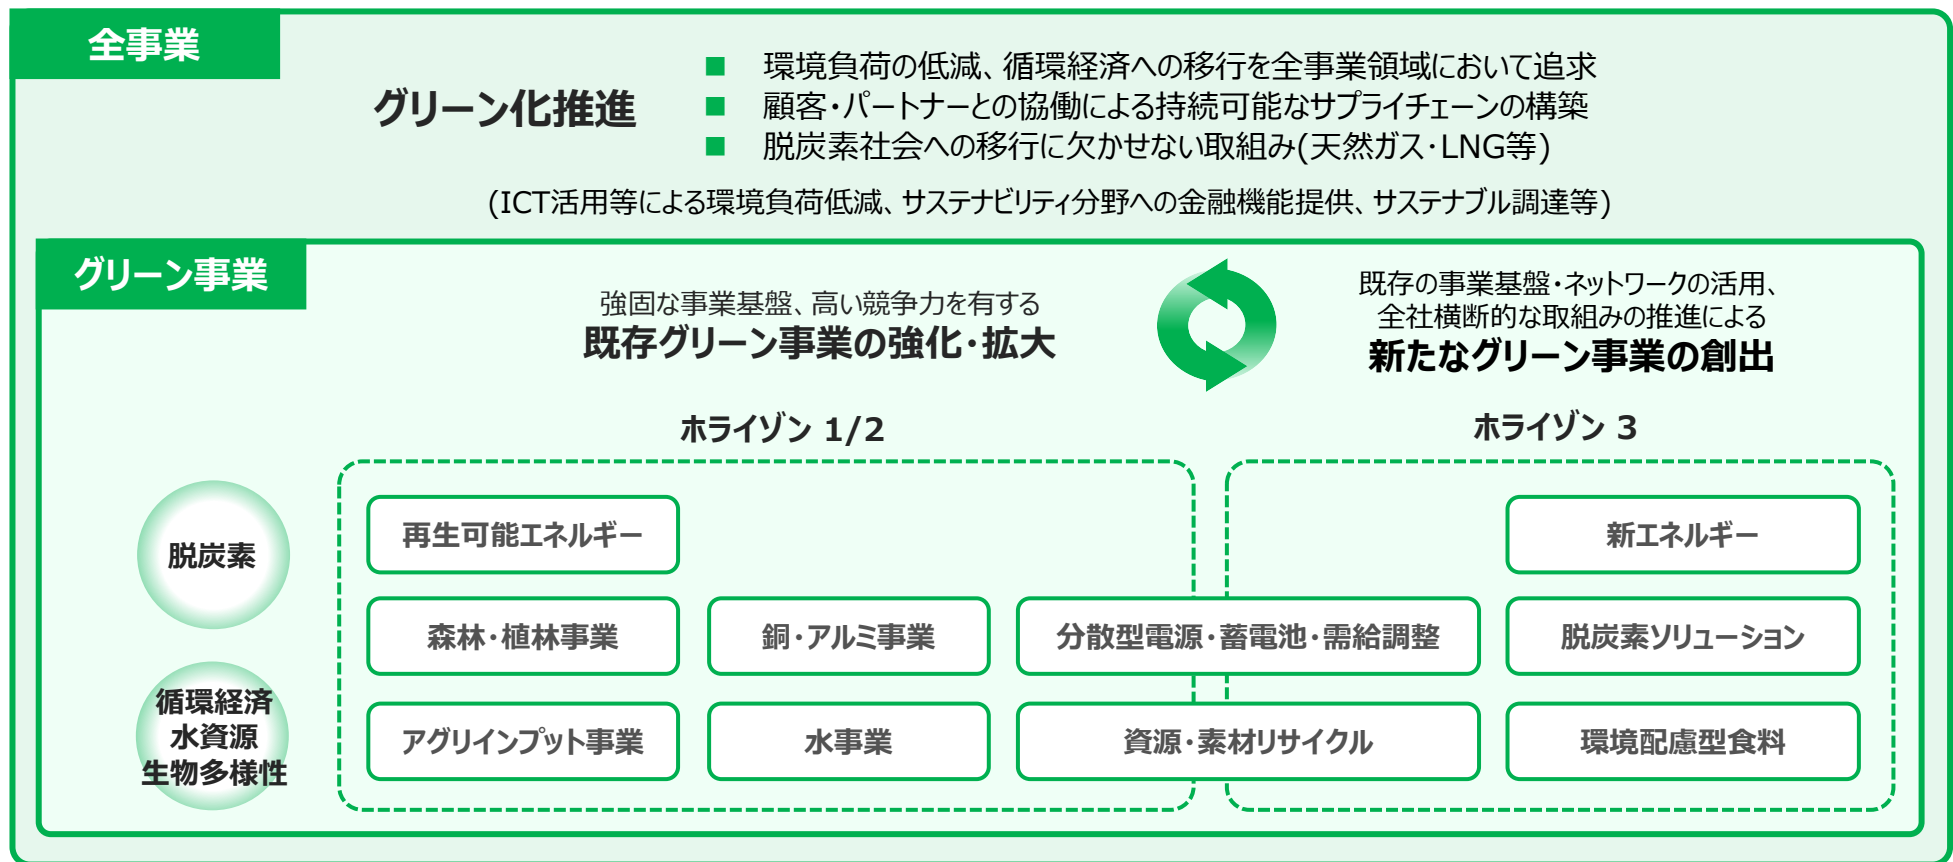 全事業
グリーン化推進
■ 環境負荷の低減、循環経済への移行を全事業領域において追求
■ 顧客・パートナーとの協働による持続可能なサプライチェーンの構築
■ 脱炭素社会への移行に欠かせない取組み(天然ガス・LNG等)
(ICT活用等による環境負荷低減、サステナビリティ分野への金融機能提供、サステナブル調達等)
グリーン事業
強固な事業基盤、高い競争力を有する
既存グリーン事業の強化・拡大
既存の事業基盤・ネットワークの活用、
全社横断的な取組みの推進による
新たなグリーン事業の創出
ホライゾン 1/2
ホライゾン 3
脱炭素
再生可能エネルギー
新エネルギー
森林・植林事業
銅・アルミ事業
分散型電源・蓄電池・需給調整
脱炭素ソリューション
循環経済
水資源
生物多様性
アグリインプット事業
水事業
資源・素材リサイクル
環境配慮型食料